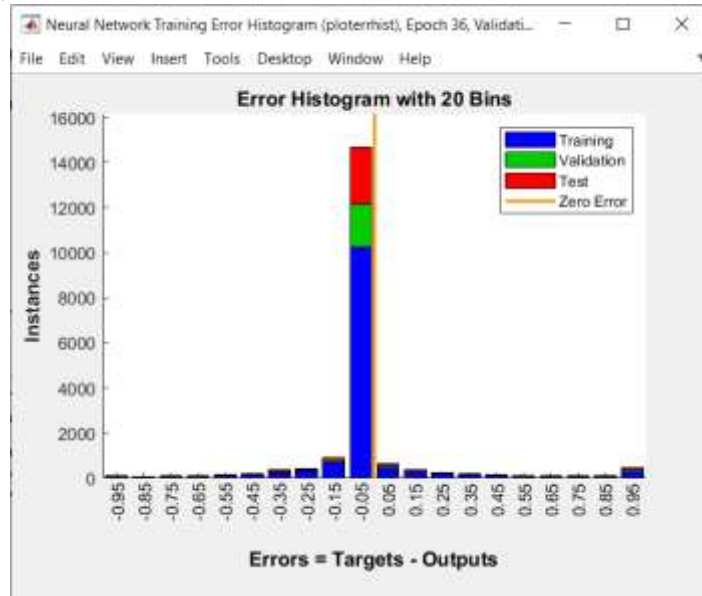 Neural Network Training Error Histogram (ploterrhist), Epoch 36, Validati...
File Edit View Insert Tools Desktop Window Help
Error Histogram with 20 Bins
16000
14000
12000
10000
8000
6000
4000
2000
0
Instances
Training
Validation
Test
Zero Error
-0.95 -0.85 -0.75 -0.65 -0.55 -0.45 -0.35 -0.25 -0.15 -0.05 0.05 0.15 0.25 0.35 0.45 0.55 0.65 0.75 0.85 0.95
Errors = Targets - Outputs